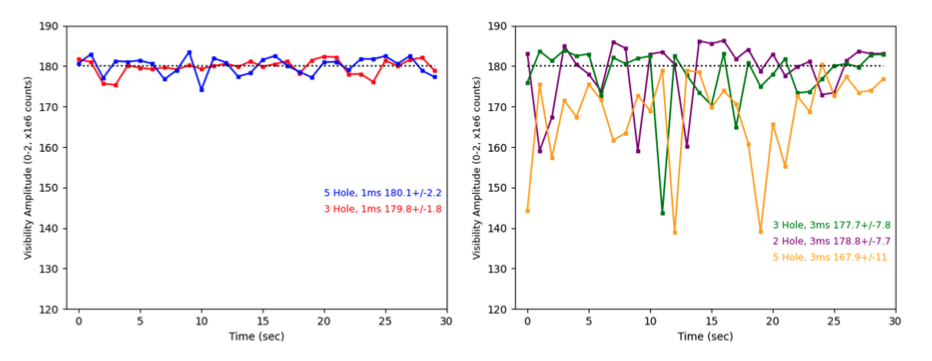 190
180
170
160
150
140
130
120
Visibility Amplitude (0-2, x1e6 counts)
5 Hole, 1ms 180.1+/-2.2
3 Hole, 1ms 179.8+/-1.8
0 5 10 15 20 25 30
Time (sec)
190
180
170
160
150
140
130
120
Visibility Amplitude (0-2, x1e6 counts)
3 Hole, 3ms 177.7+/-7.8
2 Hole, 3ms 178.8+/-7.7
5 Hole, 3ms 167.9+/-11
0 5 10 15 20 25 30
Time (sec)